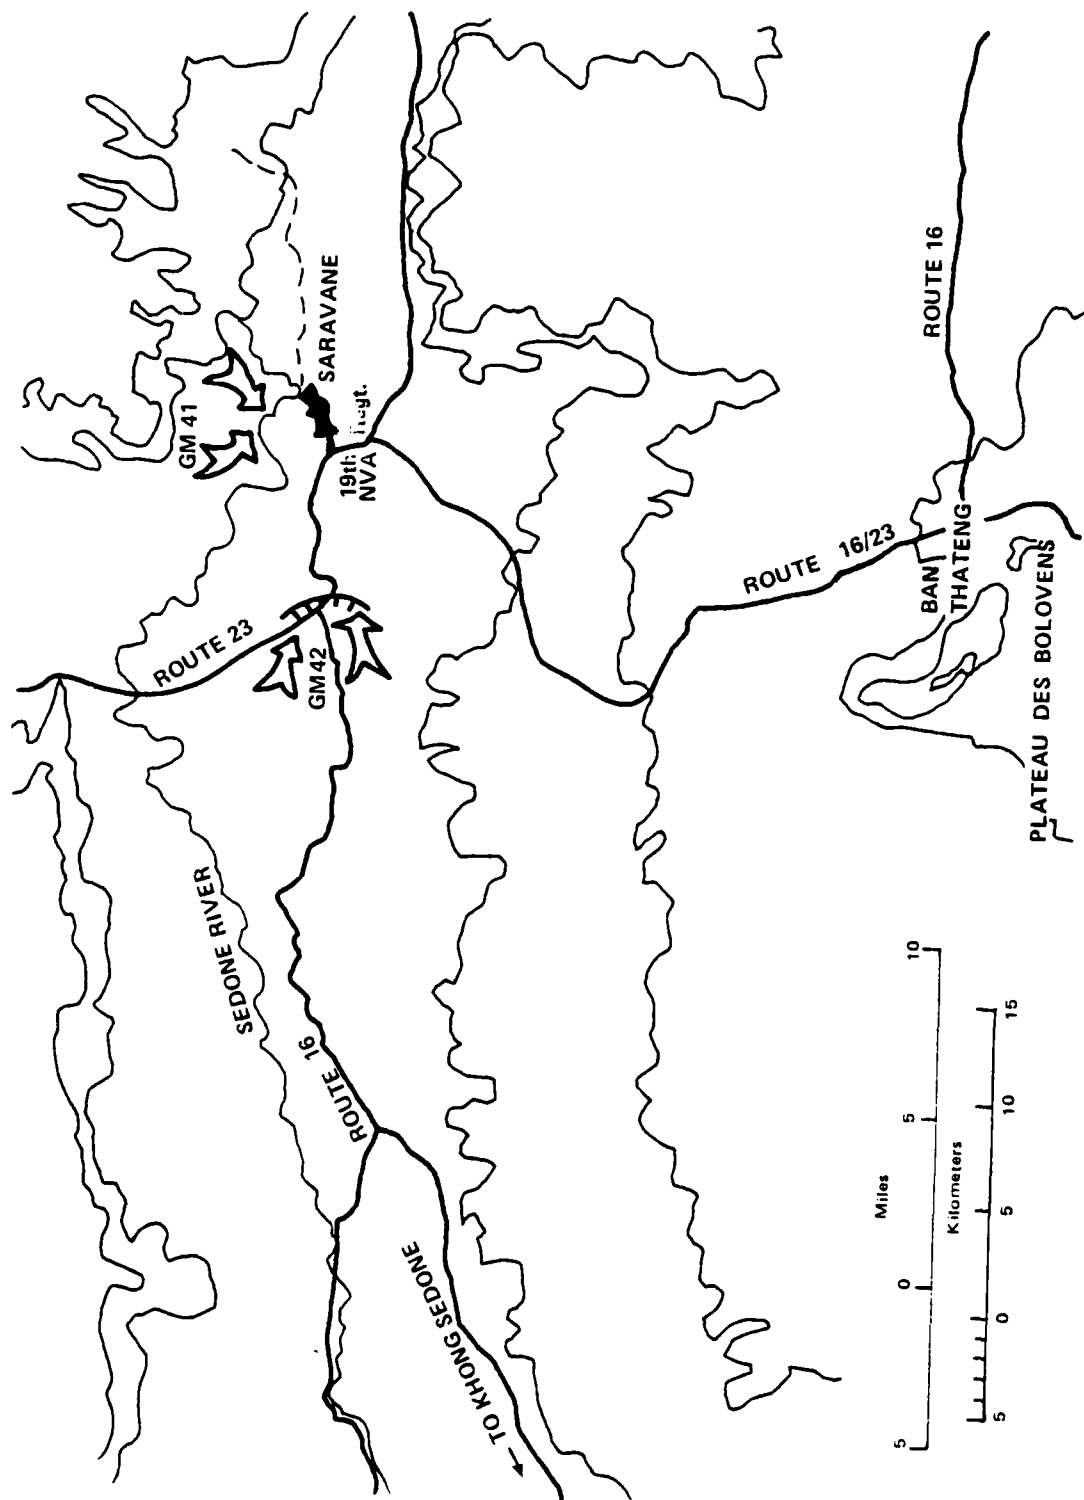 GM 41
SARAVANE
19th
NVA
ROUTE 23
GM42
SEDONE RIVER
ROUTE 16
ROUTE 16/23
ROUTE 16
BAN
THATENG
PLATEAU DES BOLOVENS
← TO KHONG SEDONE
Miles
5 0 5 10
Kilometers
5 0 5 10 15